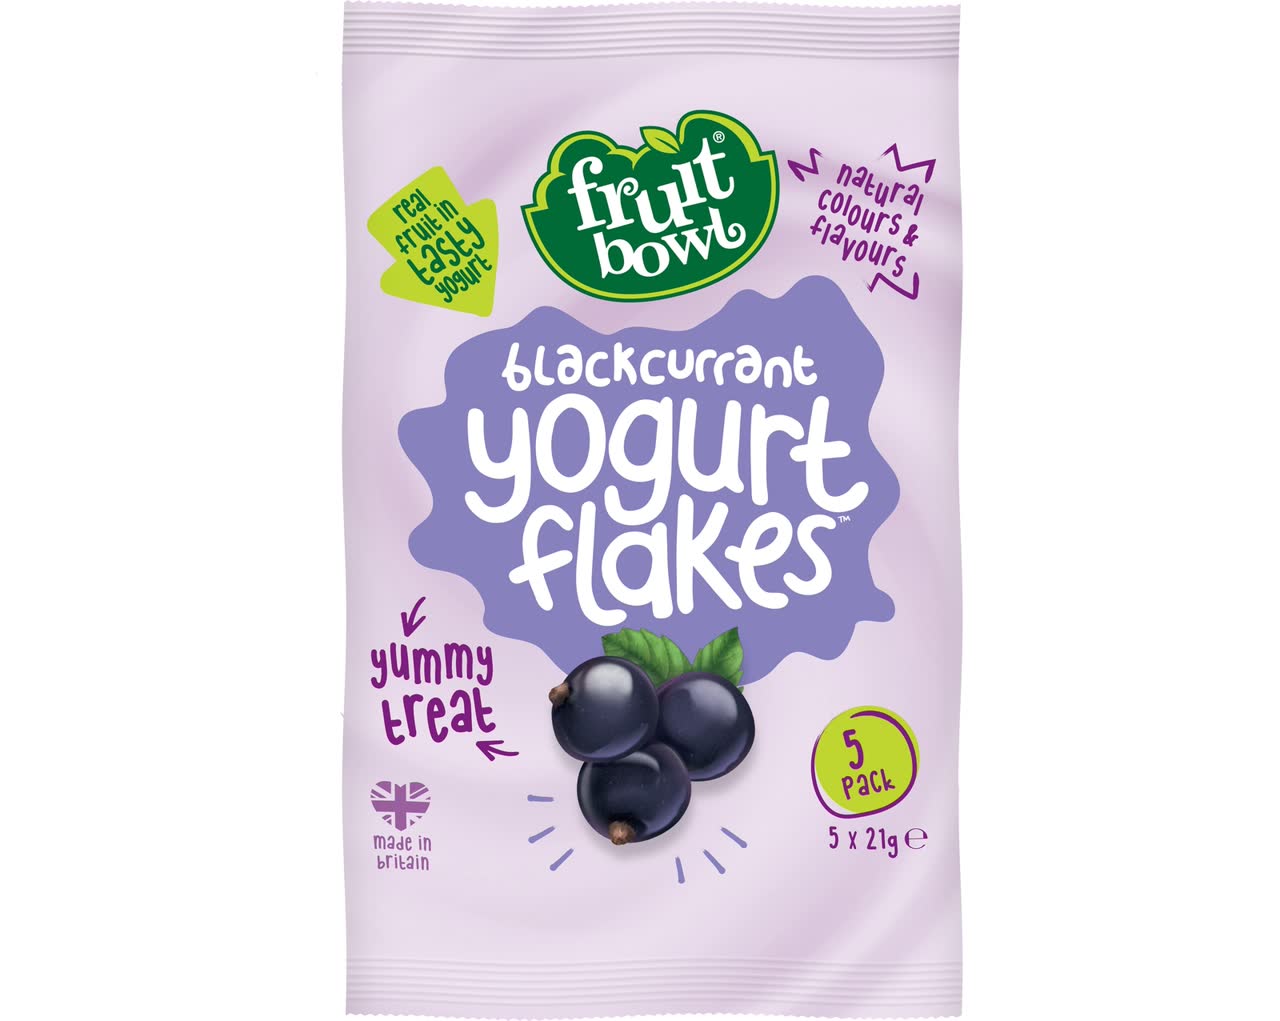 fruit
bowl®
real
fruit in
tasty
yogurt
natural
colours &
flavours
blackcurrant
yogurt
flakes™
yummy
treat
5
pack
5 x 21g ℮
made in
britain